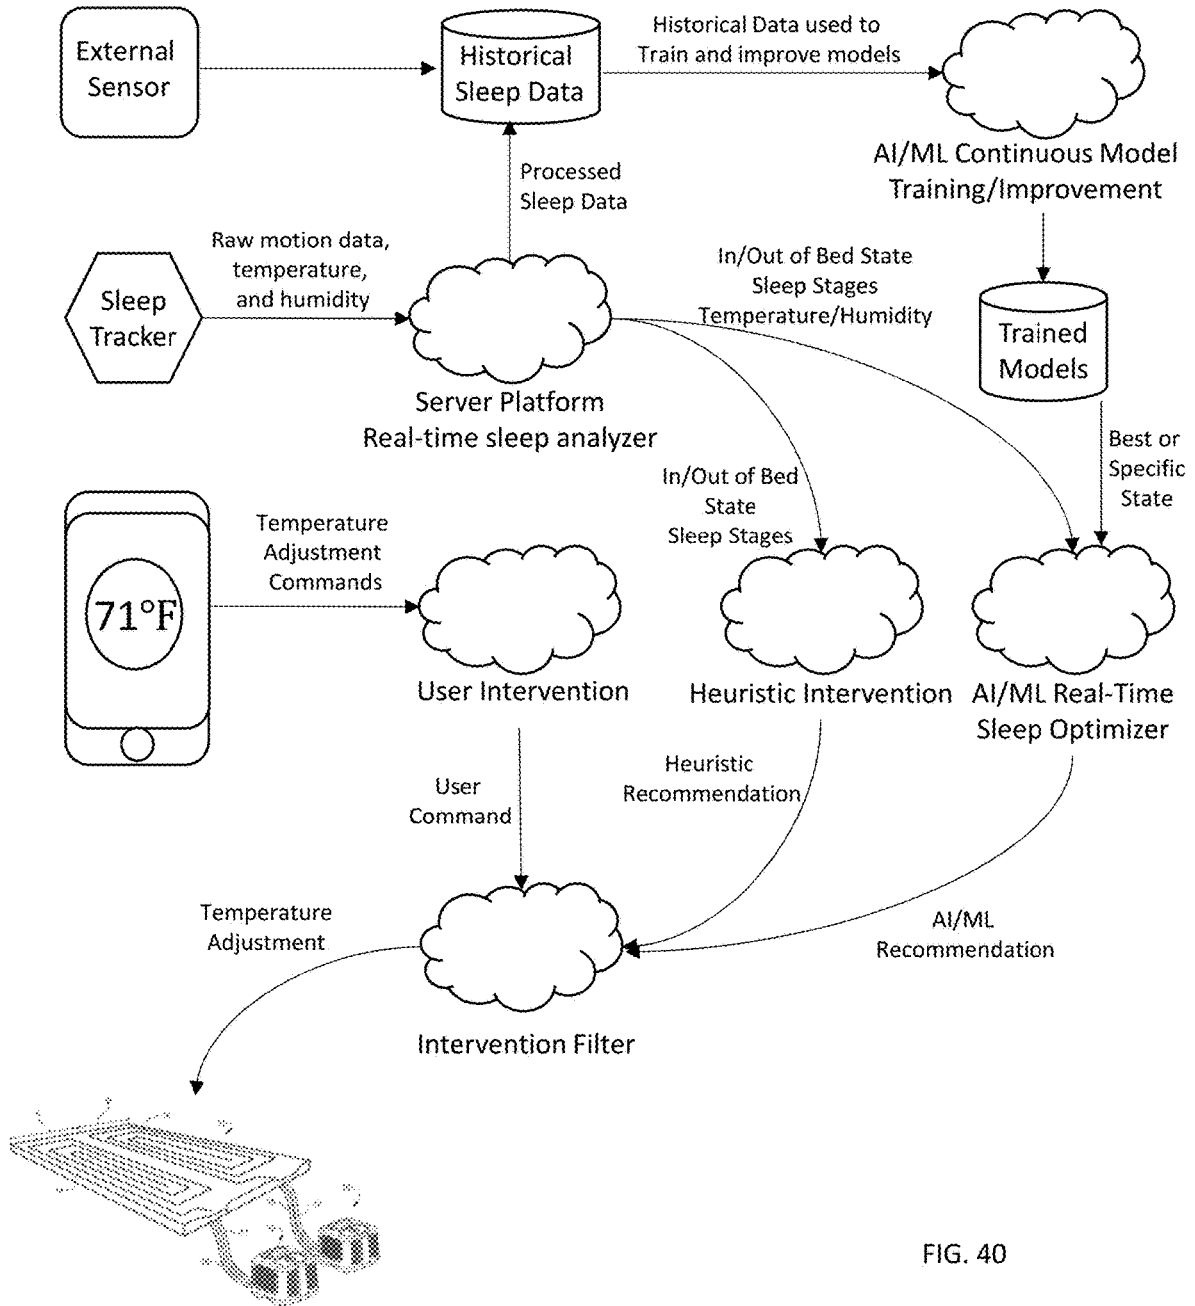 External
Sensor
Historical
Sleep Data
Historical Data used to
Train and improve models
AI/ML Continuous Model
Training/Improvement
Processed
Sleep Data
Sleep
Tracker
Raw motion data,
temperature,
and humidity
Server Platform
Real-time sleep analyzer
In/Out of Bed State
Sleep Stages
Temperature/Humidity
Trained
Models
Best or
Specific
State
In/Out of Bed
State
Sleep Stages
71°F
Temperature
Adjustment
Commands
User Intervention
Heuristic Intervention
AI/ML Real-Time
Sleep Optimizer
User
Command
Heuristic
Recommendation
AI/ML
Recommendation
Temperature
Adjustment
Intervention Filter
FIG. 40